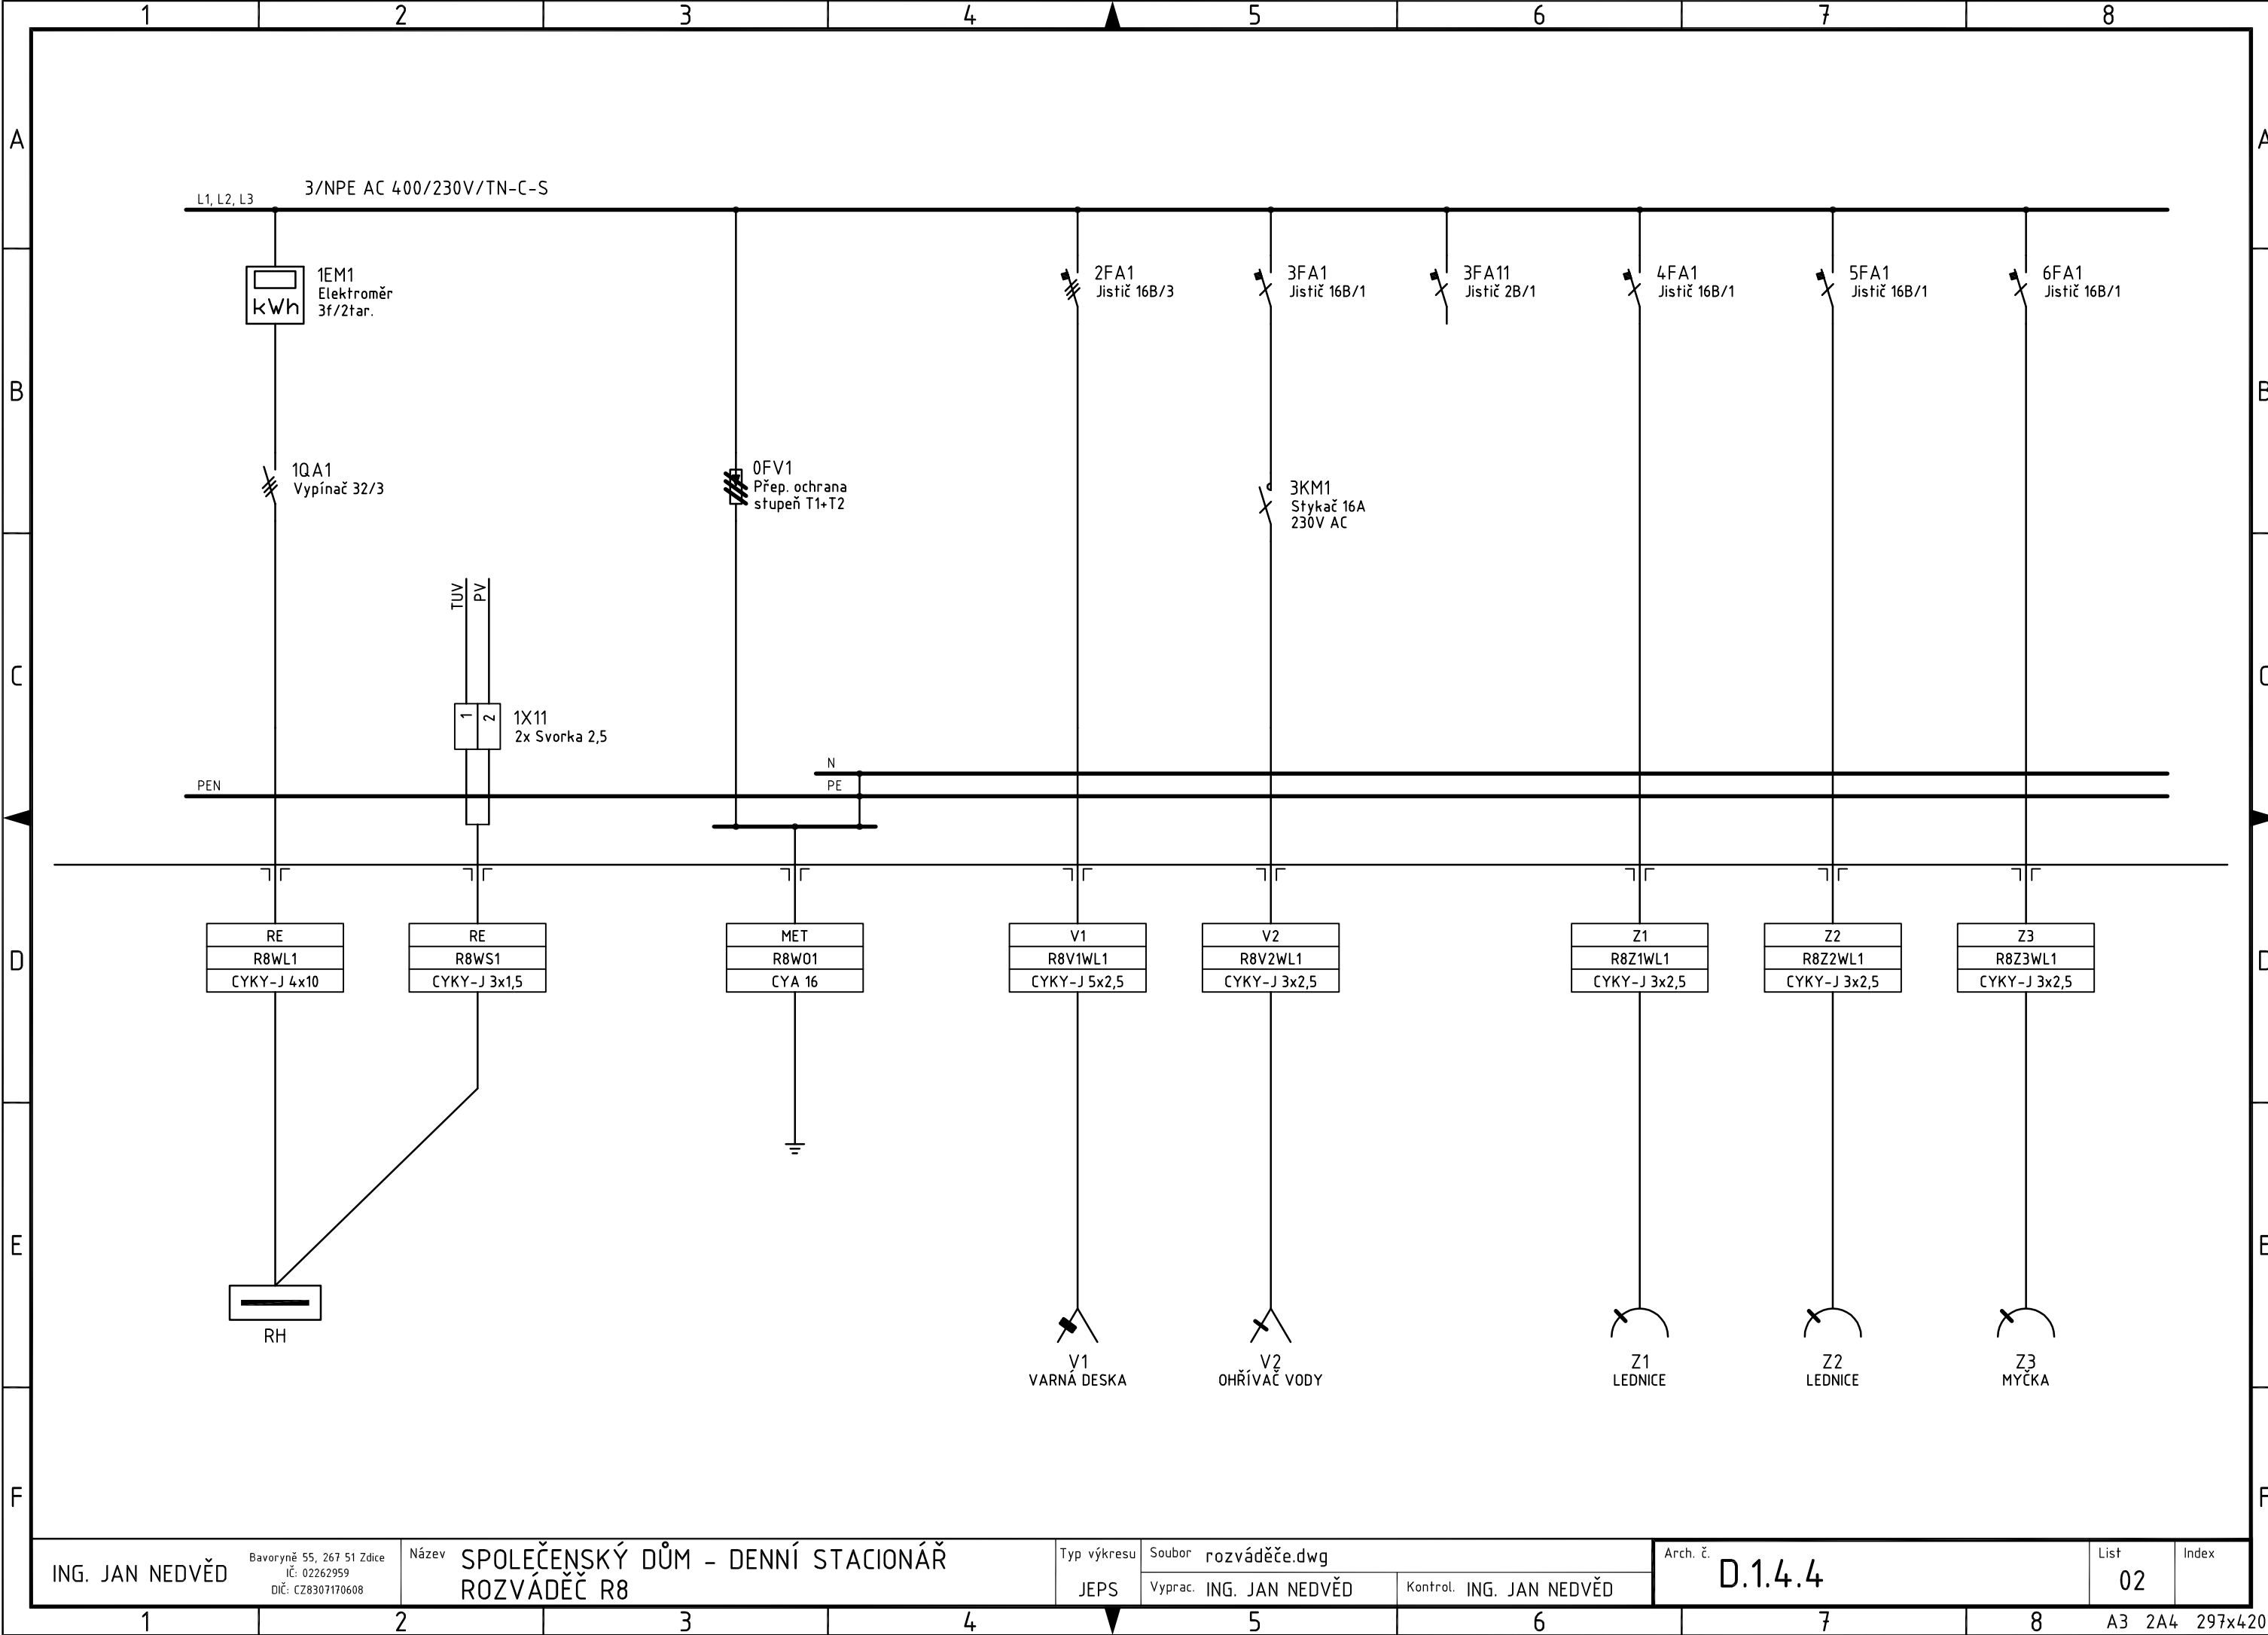 1 2 3 4 5 6 7 8
A A
3/NPE AC 400/230V/TN-C-S
L1, L2, L3
1EM1
Elektroměr
3f/2tar.
kWh
2FA1
Jistič 16B/3
3FA1
Jistič 16B/1
3FA11
Jistič 2B/1
4FA1
Jistič 16B/1
5FA1
Jistič 16B/1
6FA1
Jistič 16B/1
B B
1QA1
Vypínač 32/3
0FV1
Přep. ochrana
stupeň T1+T2
3KM1
Stykač 16A
230V AC
TUV
PV
C C
1 2
1X11
2x Svorka 2,5
N
PEN
PE
D D
RE
R8WL1
CYKY-J 4x10
RE
R8WS1
CYKY-J 3x1,5
MET
R8WO1
CYA 16
V1
R8V1WL1
CYKY-J 5x2,5
V2
R8V2WL1
CYKY-J 3x2,5
Z1
R8Z1WL1
CYKY-J 3x2,5
Z2
R8Z2WL1
CYKY-J 3x2,5
Z3
R8Z3WL1
CYKY-J 3x2,5
E E
RH
V1
VARNÁ DESKA
V2
OHŘÍVAČ VODY
Z1
LEDNICE
Z2
LEDNICE
Z3
MYČKA
F F
ING. JAN NEDVĚD
Bavoryně 55, 267 51 Zdice
IČ: 02262959
DIČ: CZ8307170608
Název
SPOLEČENSKÝ DŮM - DENNÍ STACIONÁŘ
ROZVÁDĚČ R8
Typ výkresu
JEPS
Soubor rozváděče.dwg
Vyprac. ING. JAN NEDVĚD
Kontrol. ING. JAN NEDVĚD
Arch. č.
D.1.4.4
List
02
Index
1 2 3 4 5 6 7 8
A3 2A4 297x420